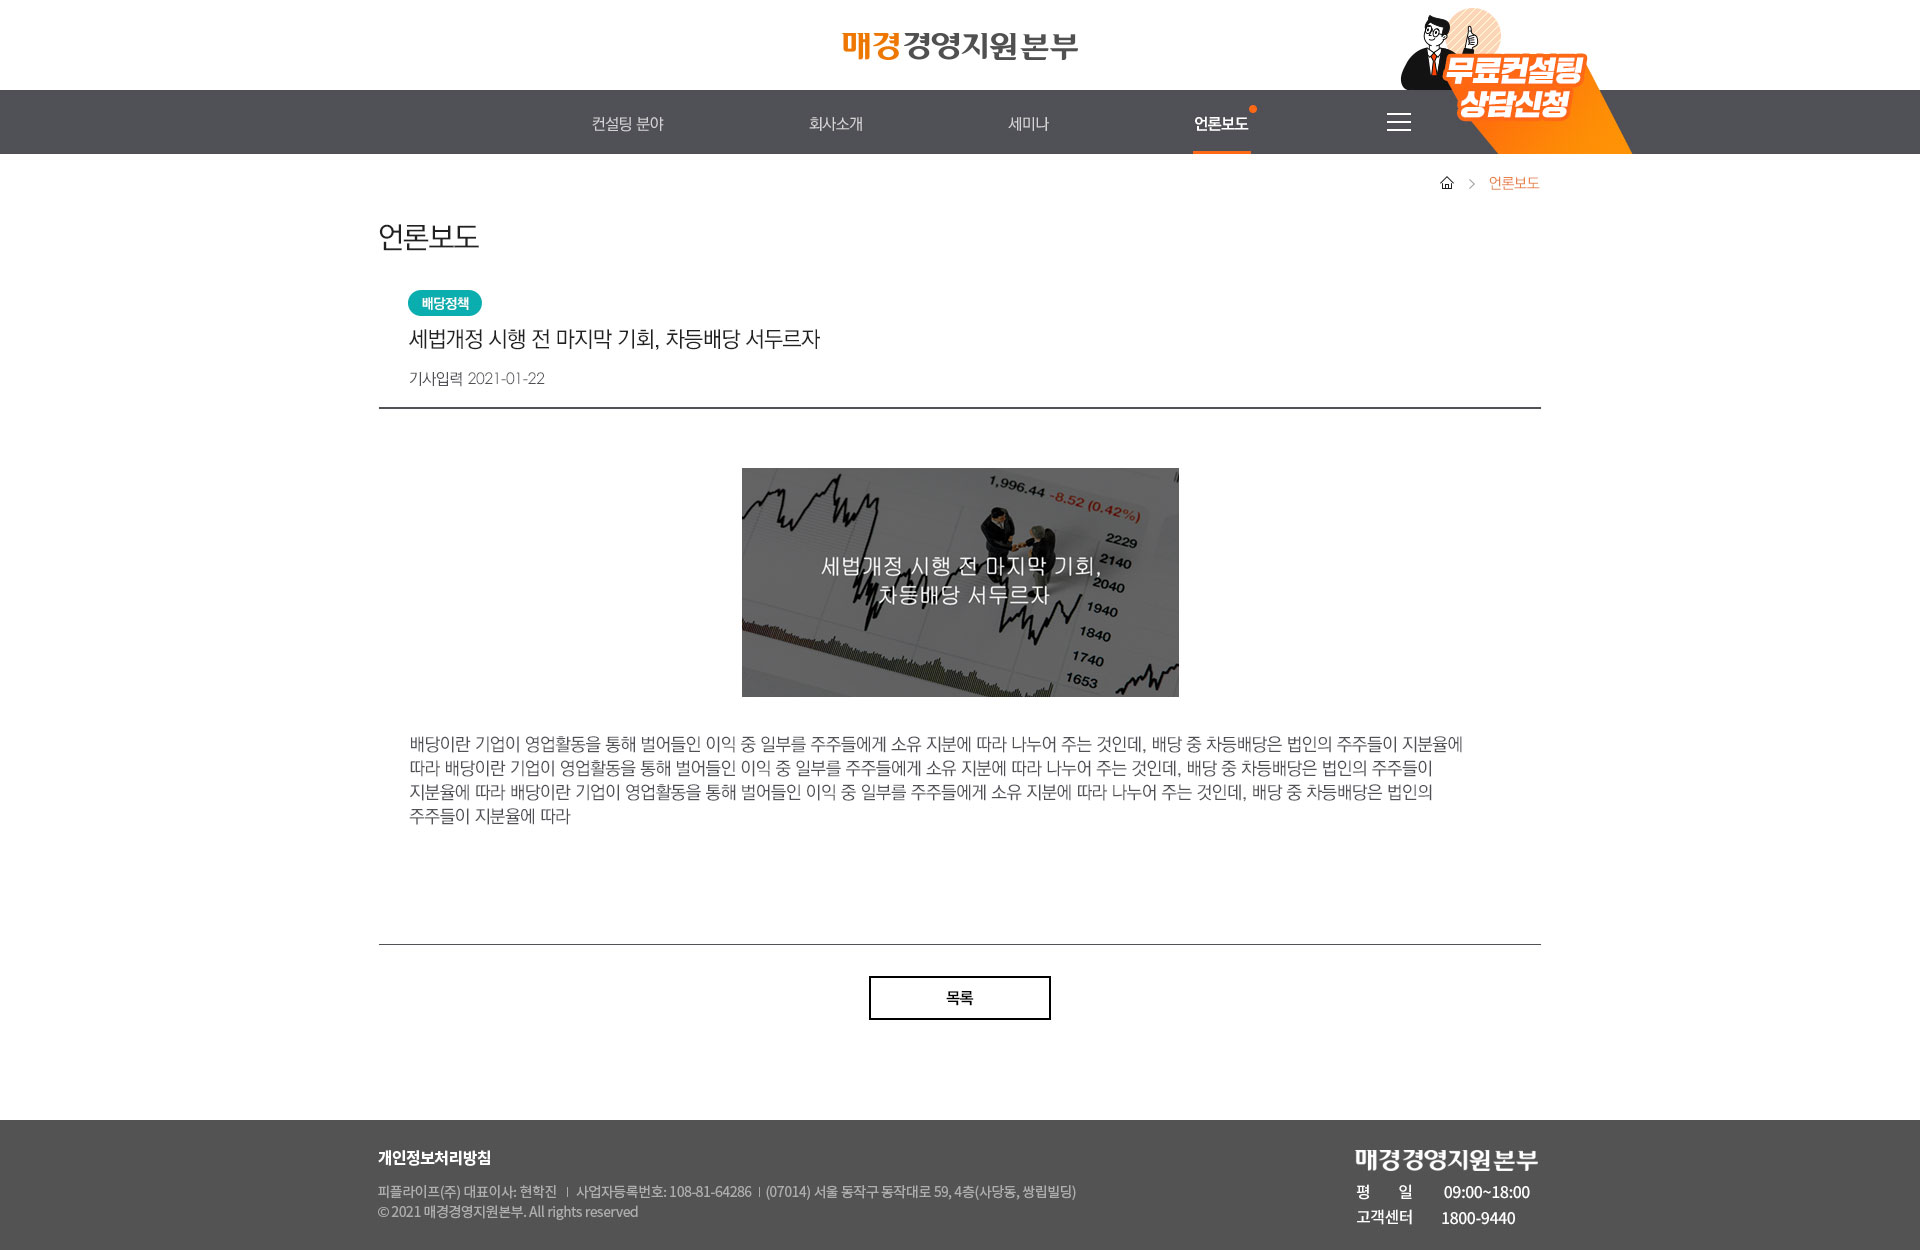 매경경영지원본부
무료컨설팅
상담신청
컨설팅 분야
회사소개
세미나
언론보도
언론보도
언론보도
배당정책
세법개정 시행 전 마지막 기회, 차등배당 서두르자
기사입력 2021-01-22
1,996.44 -8.52 (0.42%)
2229
2140
2040
1940
1840
1740
1653
세법개정 시행 전 마지막 기회,
차등배당 서두르자
배당이란 기업이 영업활동을 통해 벌어들인 이익 중 일부를 주주들에게 소유 지분에 따라 나누어 주는 것인데, 배당 중 차등배당은 법인의 주주들이 지분율에
따라 배당이란 기업이 영업활동을 통해 벌어들인 이익 중 일부를 주주들에게 소유 지분에 따라 나누어 주는 것인데, 배당 중 차등배당은 법인의 주주들이
지분율에 따라 배당이란 기업이 영업활동을 통해 벌어들인 이익 중 일부를 주주들에게 소유 지분에 따라 나누어 주는 것인데, 배당 중 차등배당은 법인의
주주들이 지분율에 따라
목록
개인정보처리방침
피플라이프(주) 대표이사: 현학진 | 사업자등록번호: 108-81-64286 | (07014) 서울 동작구 동작대로 59, 4층(사당동, 쌍립빌딩)
© 2021 매경경영지원본부. All rights reserved
매경경영지원본부
평 일 09:00~18:00
고객센터 1800-9440